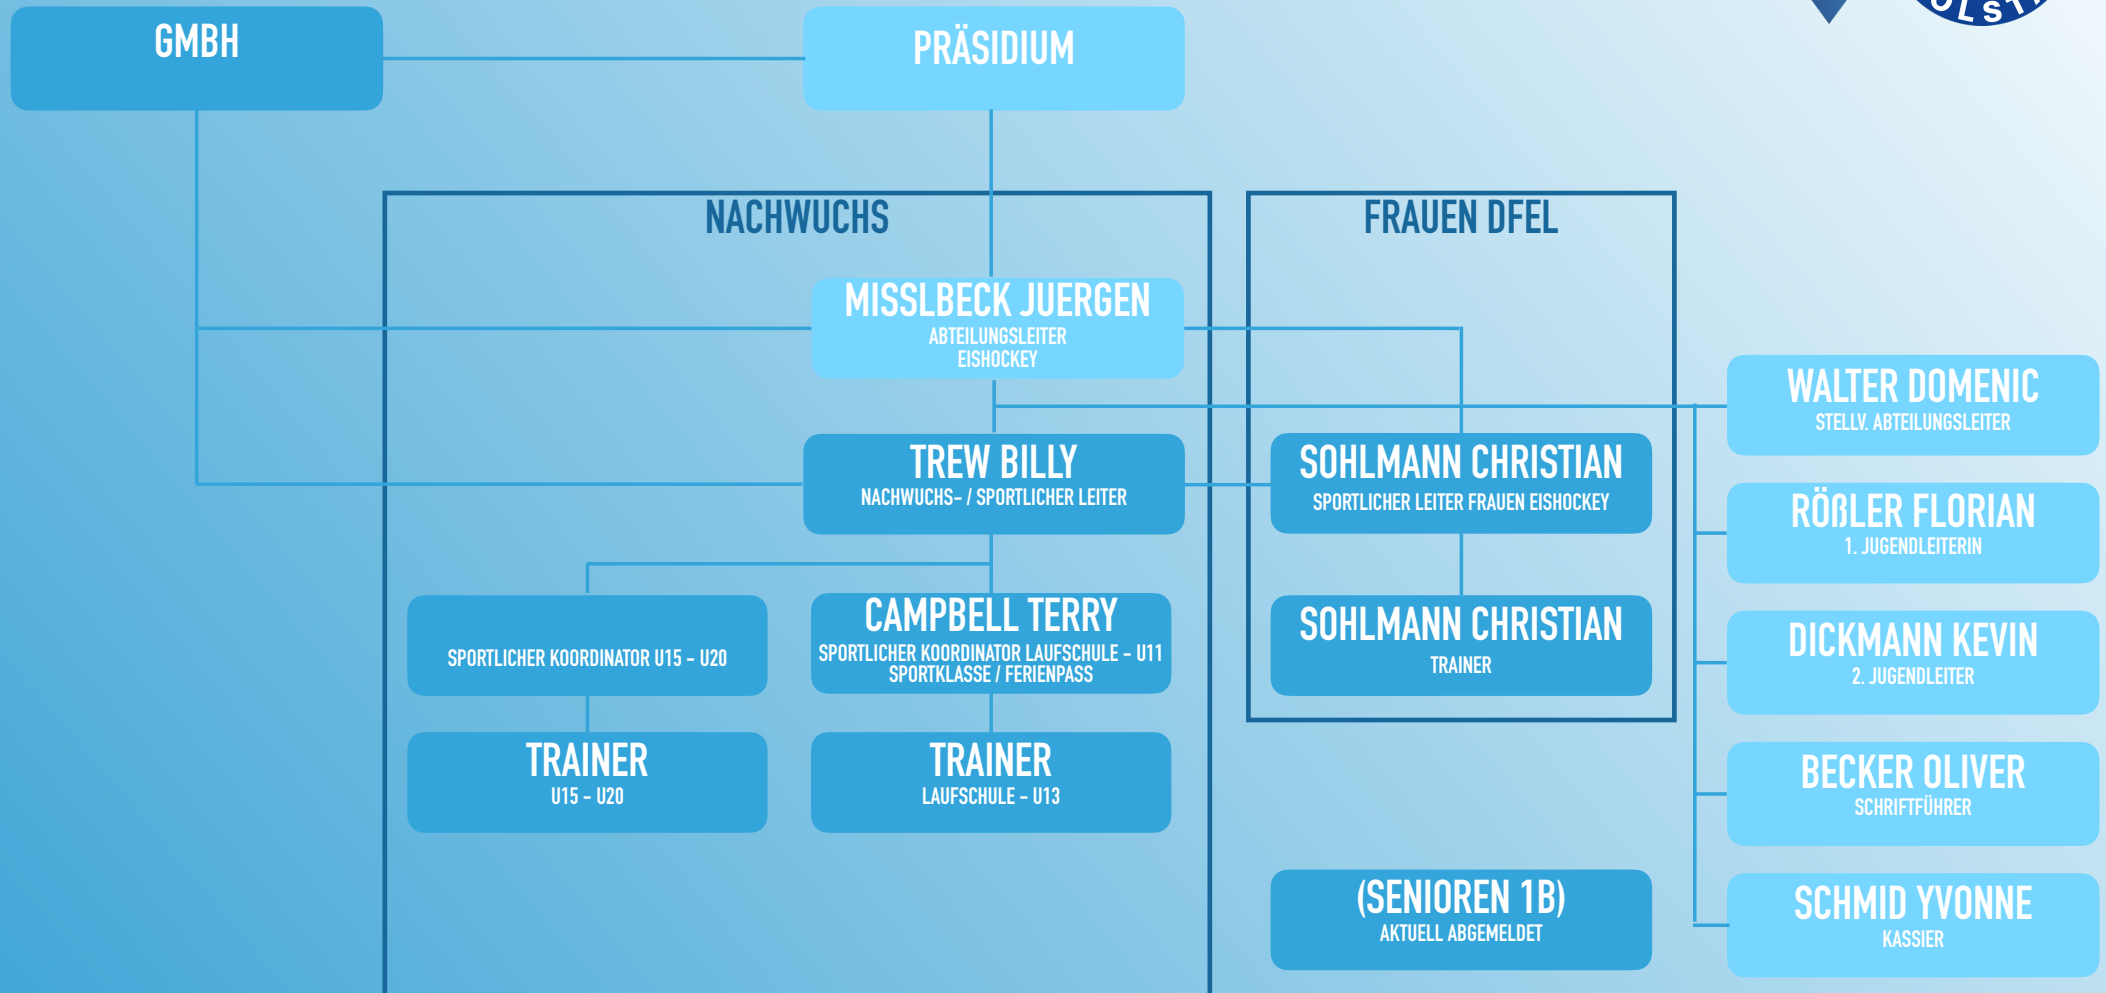 OLST
GMBH
PRÄSIDIUM
NACHWUCHS
FRAUEN DFEL
MISSLBECK JUERGEN
ABTEILUNGSLEITER
EISHOCKEY
WALTER DOMENIC
STELLV. ABTEILUNGSLEITER
TREW BILLY
NACHWUCHS- / SPORTLICHER LEITER
SOHLMANN CHRISTIAN
SPORTLICHER LEITER FRAUEN EISHOCKEY
RÖßLER FLORIAN
1. JUGENDLEITERIN
SPORTLICHER KOORDINATOR U15 - U20
CAMPBELL TERRY
SPORTLICHER KOORDINATOR LAUFSCHULE - U11
SPORTKLASSE / FERIENPASS
SOHLMANN CHRISTIAN
TRAINER
DICKMANN KEVIN
2. JUGENDLEITER
TRAINER
U15 - U20
TRAINER
LAUFSCHULE - U13
BECKER OLIVER
SCHRIFTFÜHRER
(SENIOREN 1B)
AKTUELL ABGEMELDET
SCHMID YVONNE
KASSIER